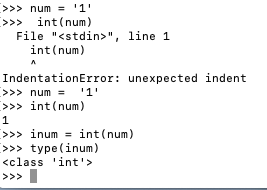 >>> num = '1'
>>>  int(num)
  File "<stdin>", line 1
    int(num)
    ^
IndentationError: unexpected indent
>>> num =  '1'
>>> int(num)
1
>>> inum = int(num)
>>> type(inum)
<class 'int'>
>>>